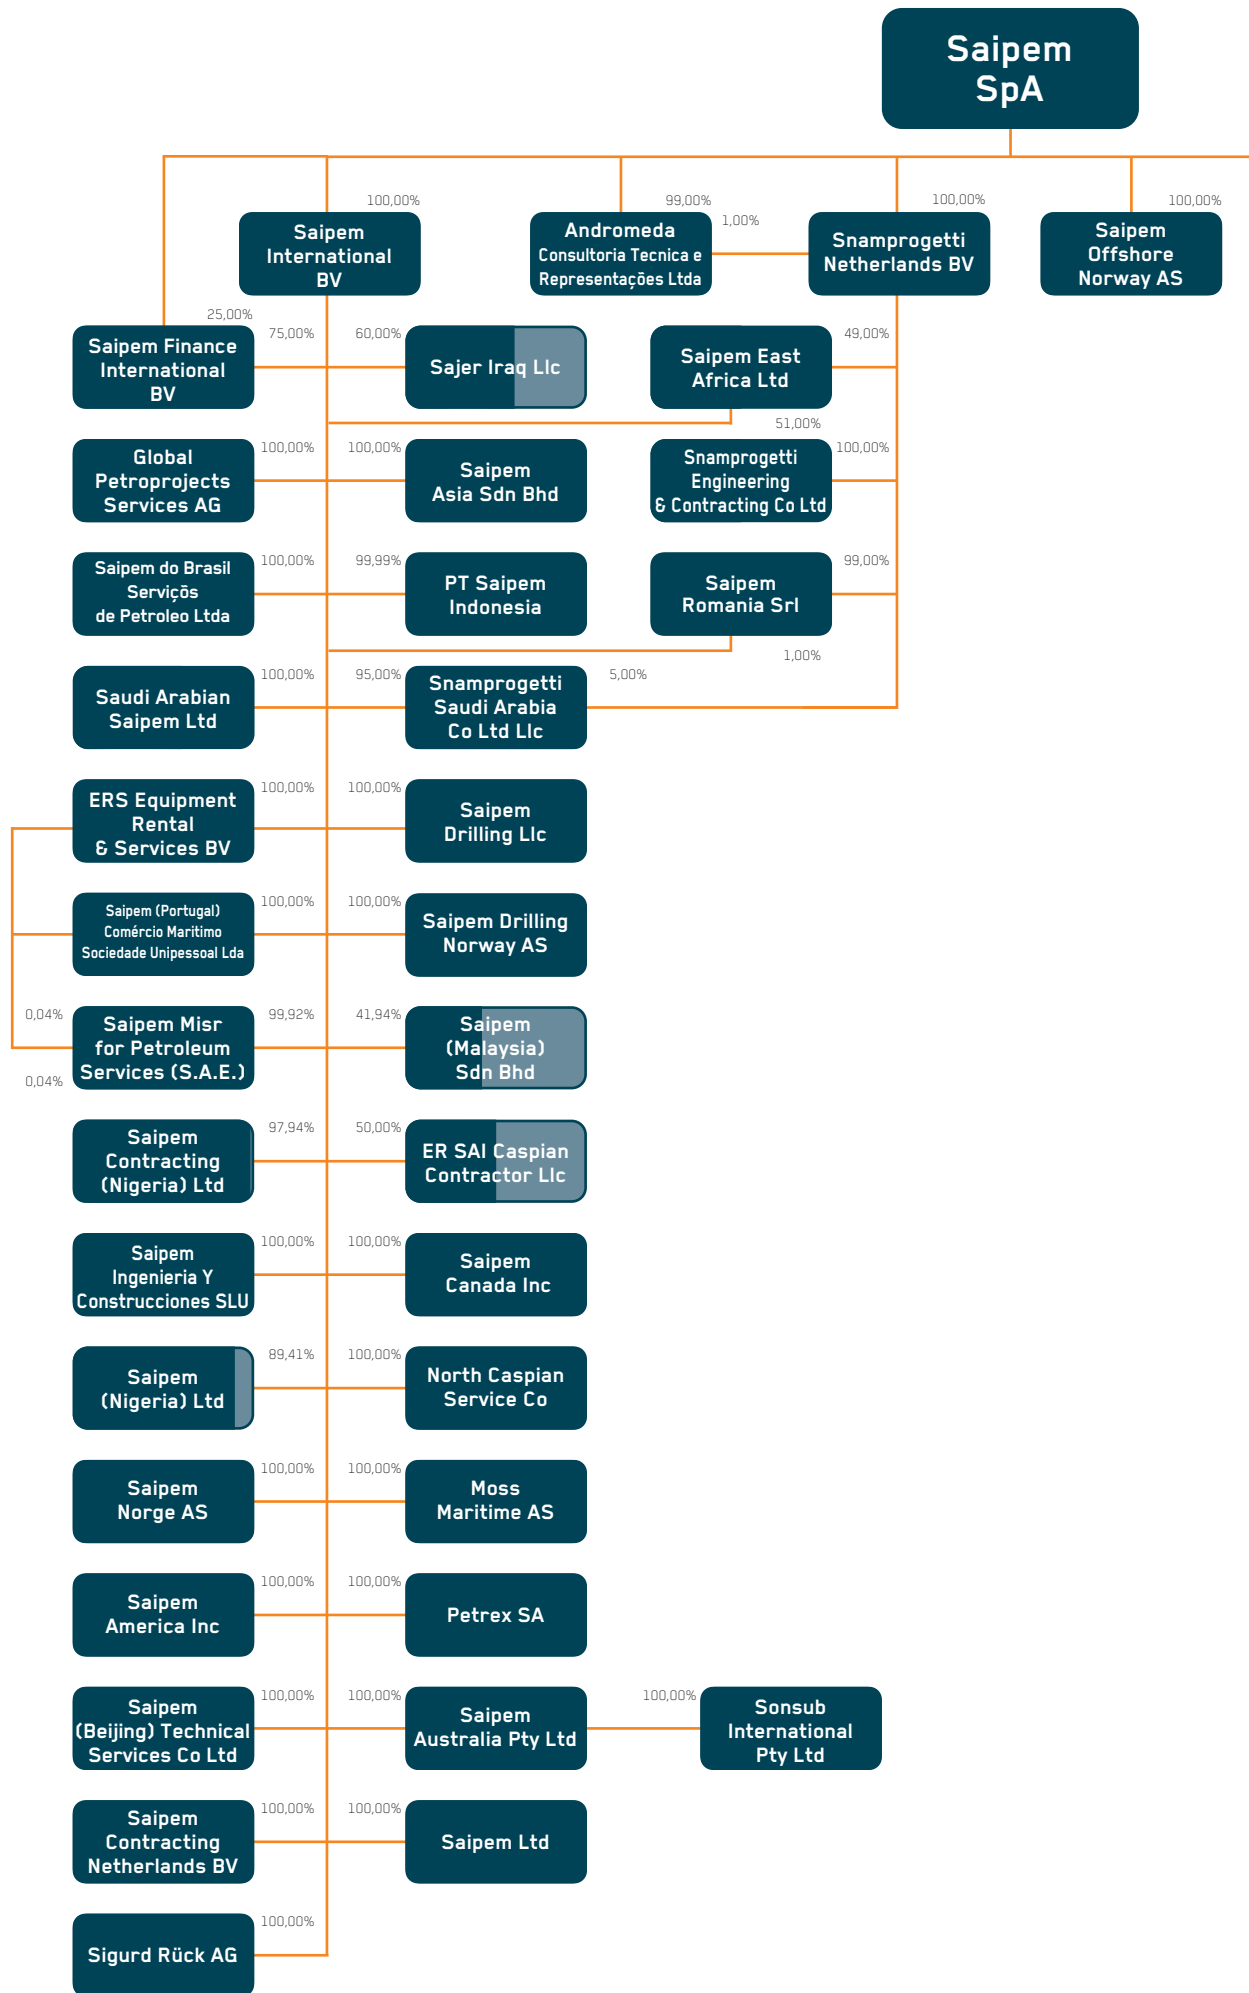 Saipem
SpA
100,00%
99,00%
1,00%
100,00%
100,00%
Saipem
International
BV
Andromeda
Consultoria Tecnica e
Representações Ltda
Snamprogetti
Netherlands BV
Saipem
Offshore
Norway AS
25,00%
75,00%
60,00%
49,00%
Saipem Finance
International
BV
Sajer Iraq Llc
Saipem East
Africa Ltd
51,00%
100,00%
100,00%
100,00%
Global
Petroprojects
Services AG
Saipem
Asia Sdn Bhd
Snamprogetti
Engineering
& Contracting Co Ltd
100,00%
99,99%
99,00%
Saipem do Brasil
Serviçõs
de Petroleo Ltda
PT Saipem
Indonesia
Saipem
Romania Srl
1,00%
100,00%
95,00%
5,00%
Saudi Arabian
Saipem Ltd
Snamprogetti
Saudi Arabia
Co Ltd Llc
100,00%
100,00%
ERS Equipment
Rental
& Services BV
Saipem
Drilling Llc
100,00%
100,00%
Saipem (Portugal)
Comércio Maritimo
Sociedade Unipessoal Lda
Saipem Drilling
Norway AS
0,04%
99,92%
41,94%
Saipem Misr
for Petroleum
Services (S.A.E.)
Saipem
(Malaysia)
Sdn Bhd
0,04%
97,94%
50,00%
Saipem
Contracting
(Nigeria) Ltd
ER SAI Caspian
Contractor Llc
100,00%
100,00%
Saipem
Ingenieria Y
Construcciones SLU
Saipem
Canada Inc
89,41%
100,00%
Saipem
(Nigeria) Ltd
North Caspian
Service Co
100,00%
100,00%
Saipem
Norge AS
Moss
Maritime AS
100,00%
100,00%
Saipem
America Inc
Petrex SA
100,00%
100,00%
100,00%
Saipem
(Beijing) Technical
Services Co Ltd
Saipem
Australia Pty Ltd
Sonsub
International
Pty Ltd
100,00%
100,00%
Saipem
Contracting
Netherlands BV
Saipem Ltd
100,00%
Sigurd Rück AG